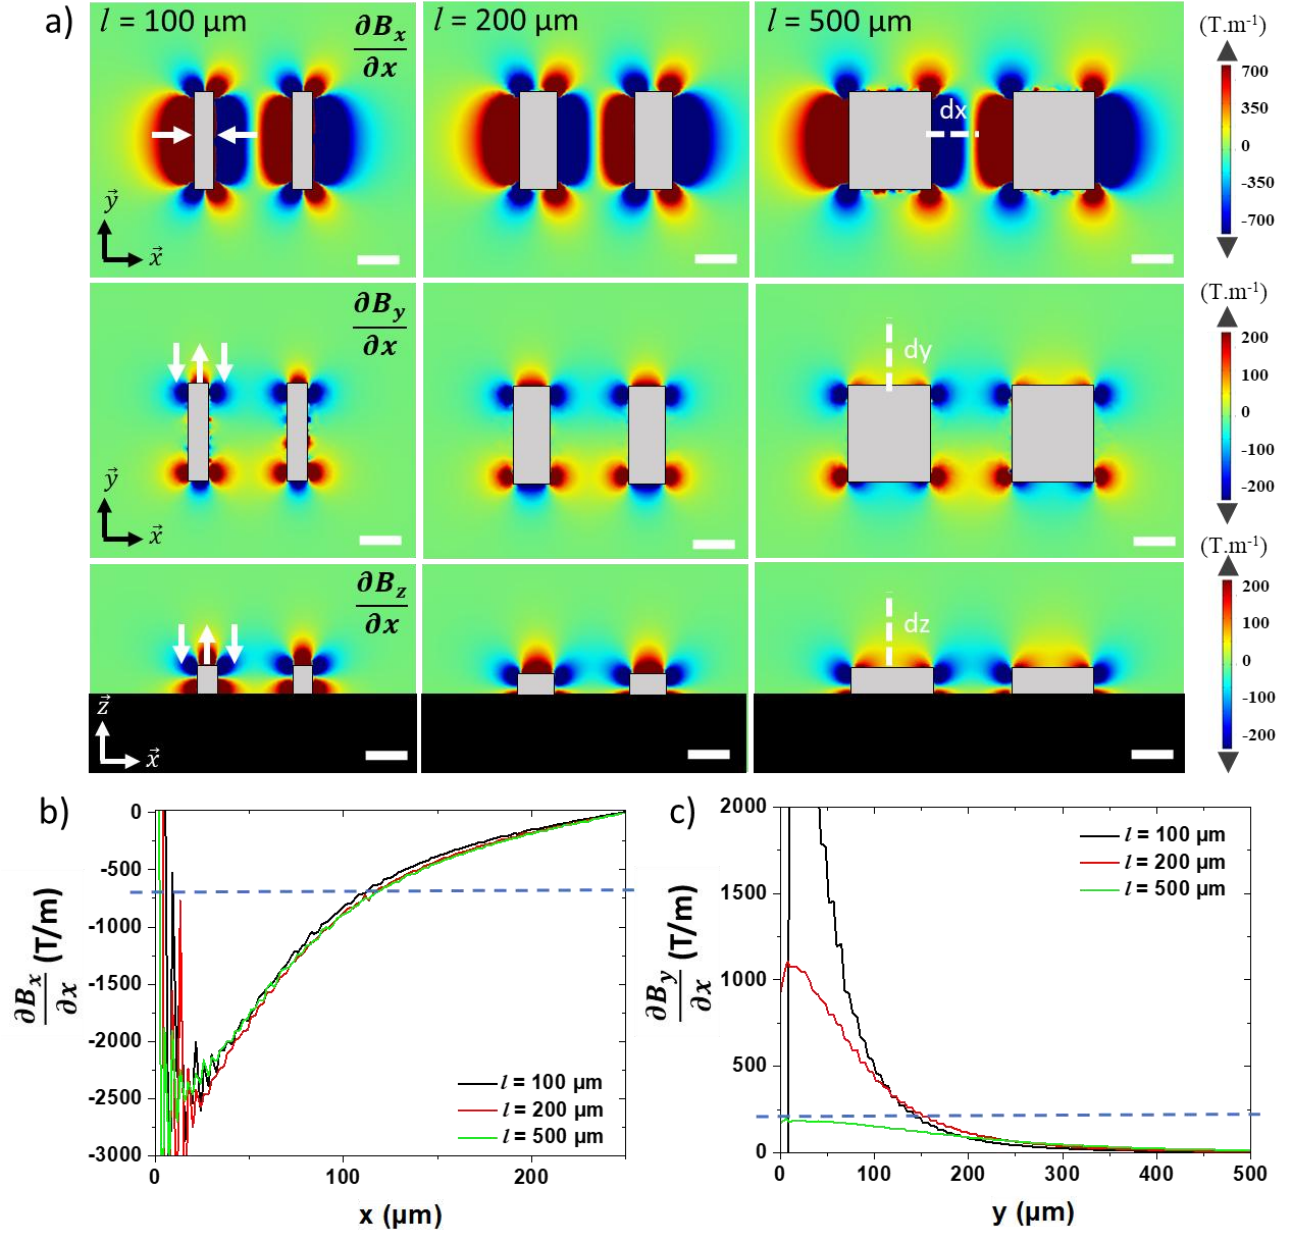 a)
l = 100 µm
∂Bx
∂x
l = 200 µm
l = 500 µm
dx
(T.m-1)
700
350
0
-350
-700
y
x
∂By
∂x
dy
(T.m-1)
200
100
0
-100
-200
y
x
∂Bz
∂x
dz
(T.m-1)
200
100
0
-100
-200
z
x
b)
0
-500
-1000
-1500
-2000
-2500
-3000
∂Bx
∂x
(T/m)
l = 100 µm
l = 200 µm
l = 500 µm
0
100
200
x (µm)
c)
2000
1500
1000
500
0
∂By
∂x
(T/m)
l = 100 µm
l = 200 µm
l = 500 µm
0
100
200
300
400
500
y (µm)